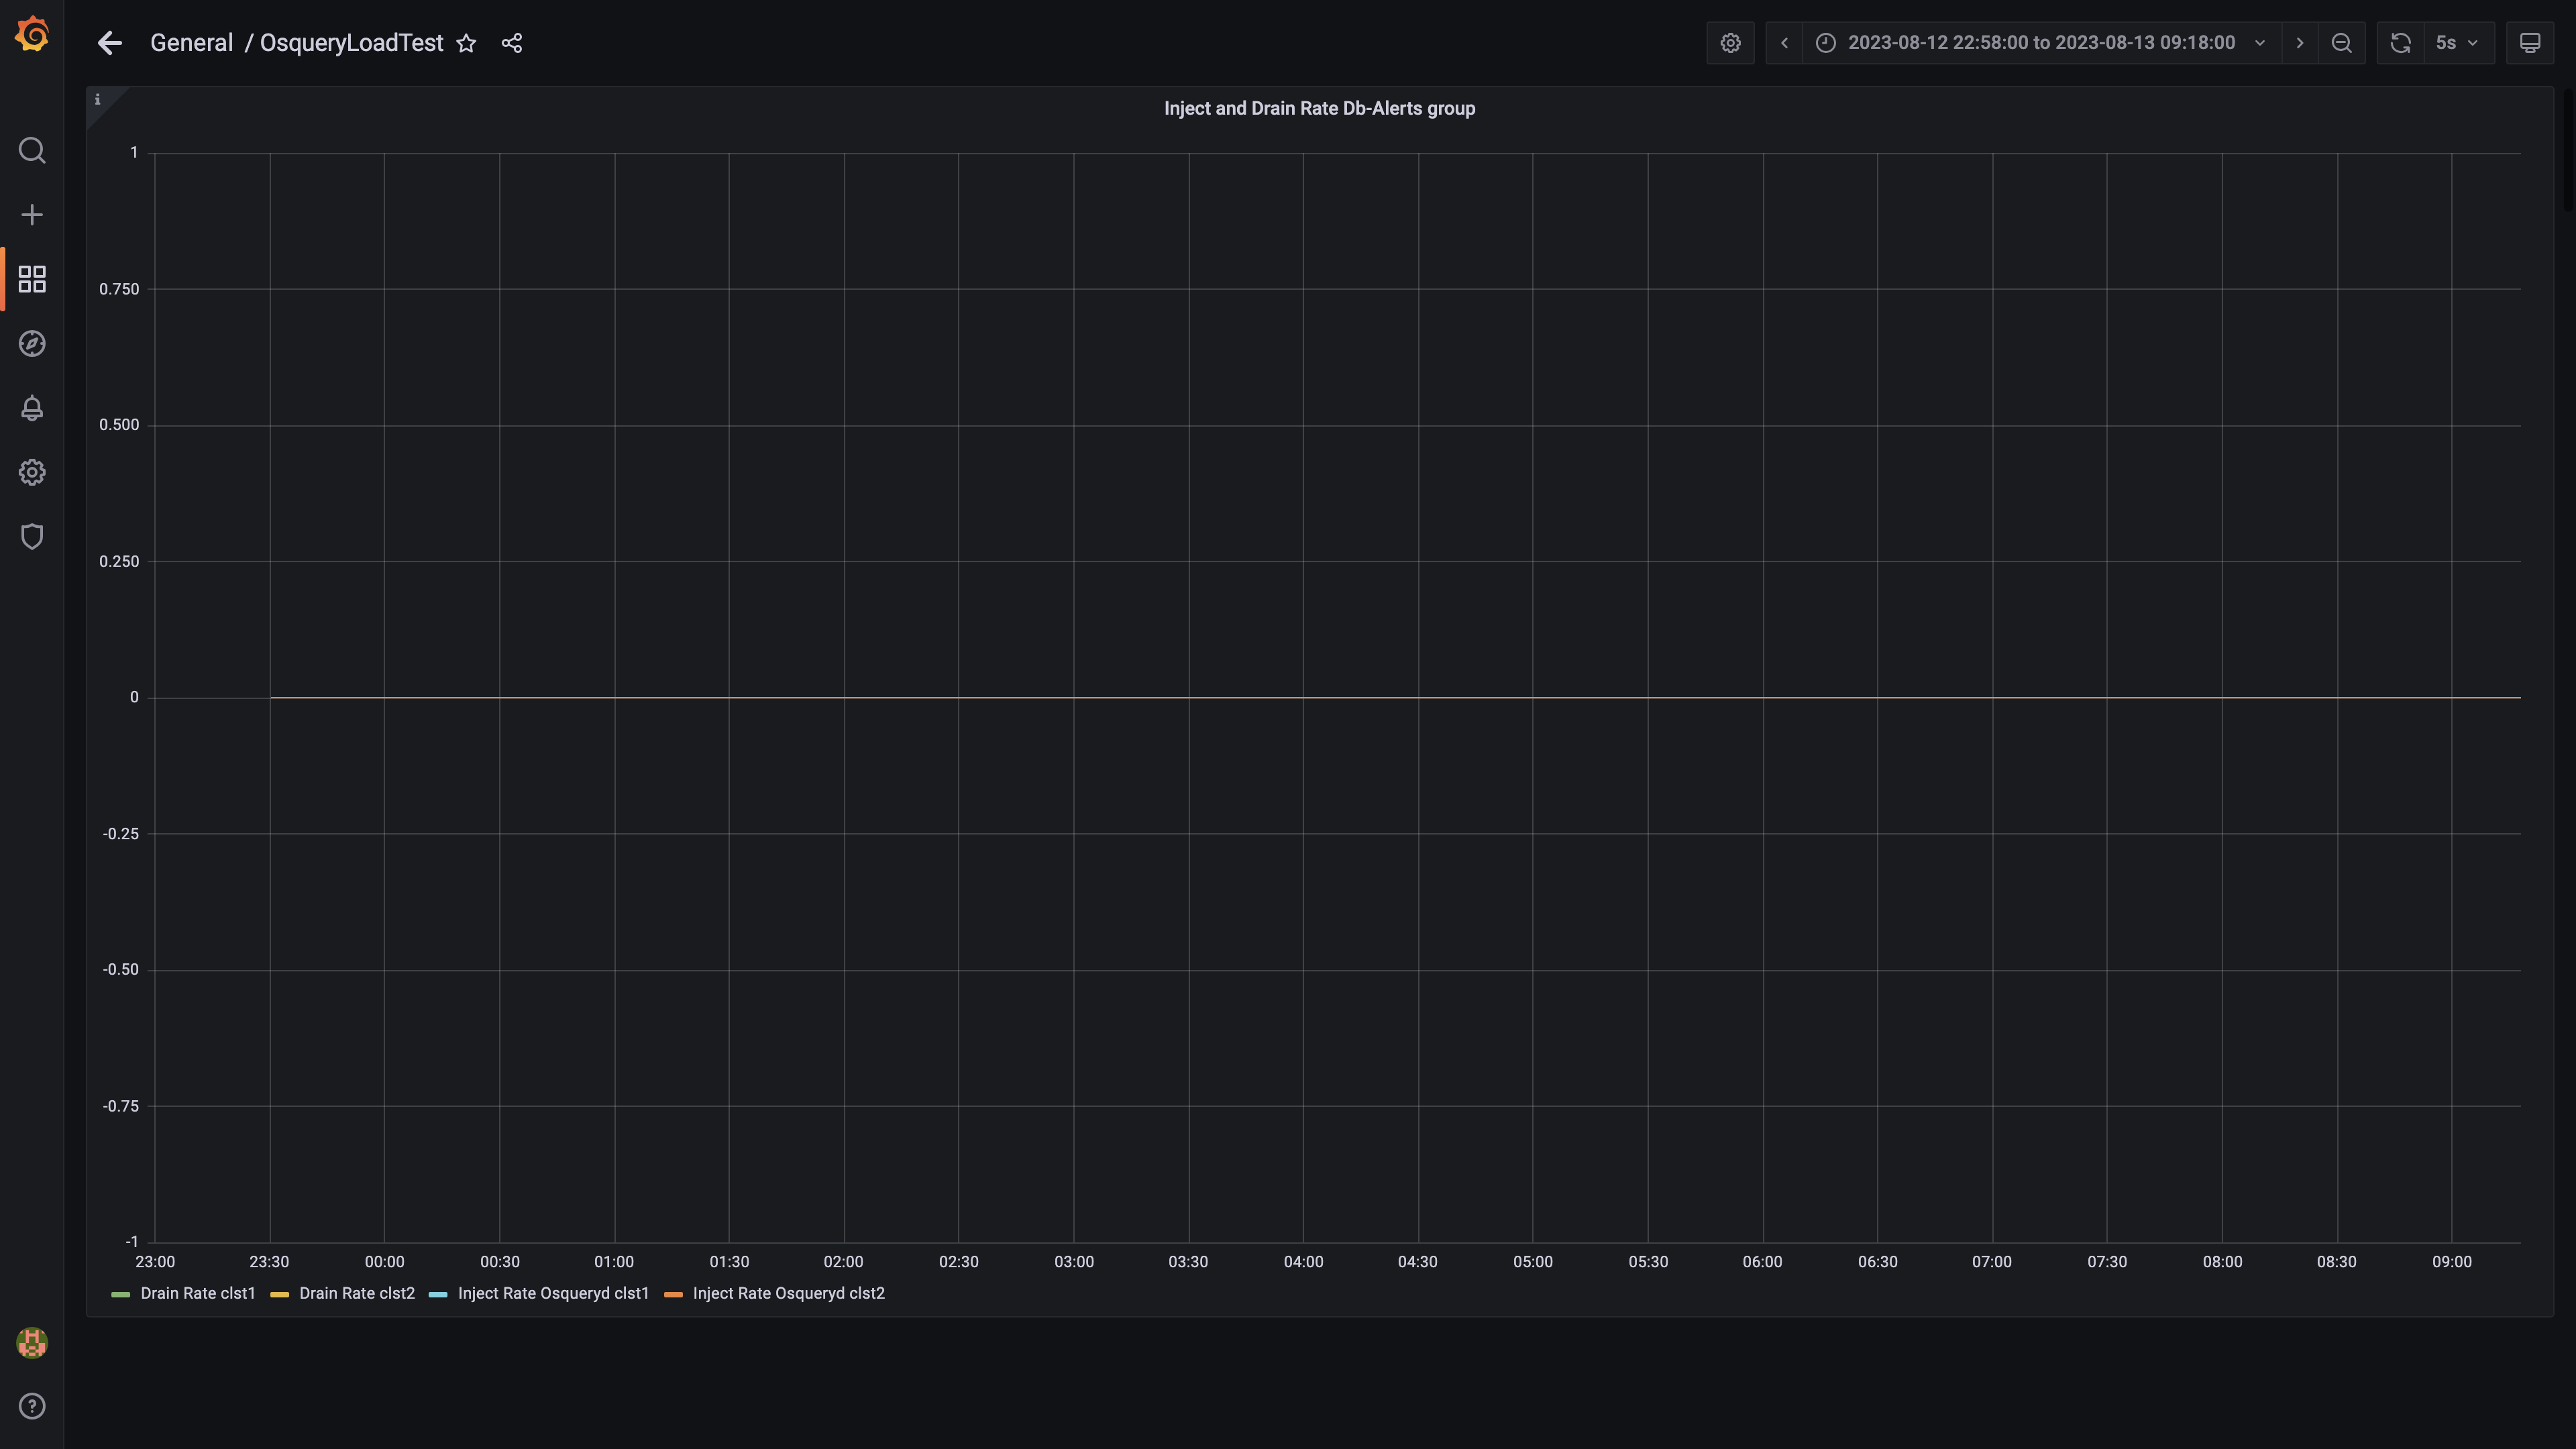 General / OsqueryLoadTest
2023-08-12 22:58:00 to 2023-08-13 09:18:00
5s
i
Inject and Drain Rate Db-Alerts group
1
0.750
0.500
0.250
0
-0.25
-0.50
-0.75
-1
23:00 23:30 00:00 00:30 01:00 01:30 02:00 02:30 03:00 03:30 04:00 04:30 05:00 05:30 06:00 06:30 07:00 07:30 08:00 08:30 09:00
Drain Rate clst1 Drain Rate clst2 Inject Rate Osqueryd clst1 Inject Rate Osqueryd clst2
?